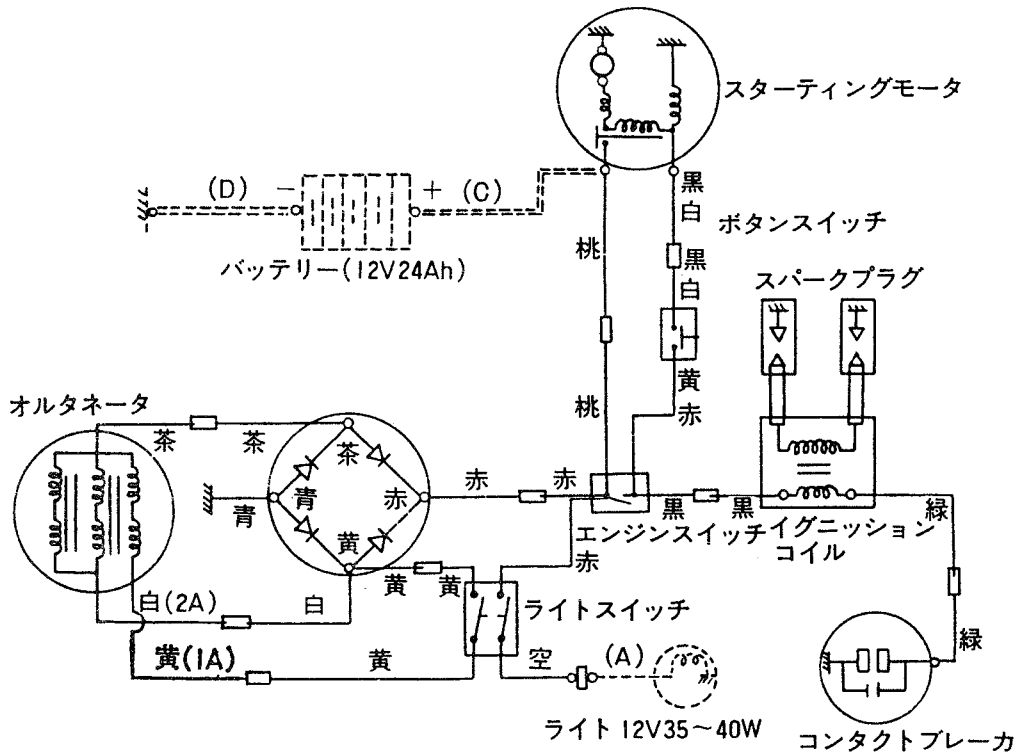 スターティングモータ
(D)
−
+
(C)
バッテリー(12V24Ah)
黒
白
ボタンスイッチ
桃
黒
白
スパークプラグ
黄
赤
桃
オルタネータ
茶
茶
茶
青
青
赤
黄
赤
赤
エンジンスイッチ
黒
黒
イグニッション
コイル
緑
赤
白(2A)
白
黄
黄
ライトスイッチ
黄(1A)
黄
空
(A)
緑
ライト 12V35〜40W
コンタクトブレーカ